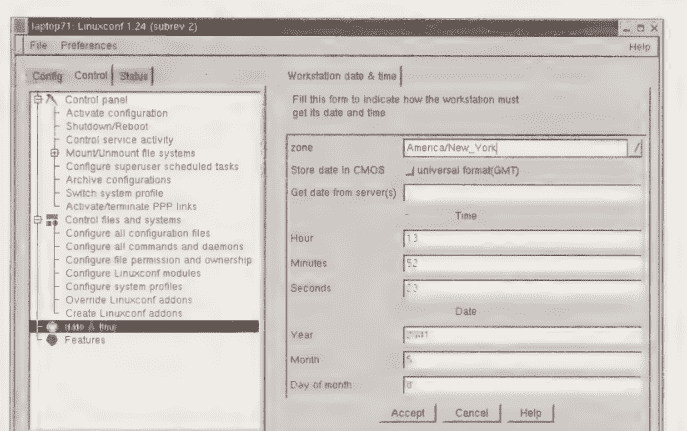 laptop71: Linuxconf 1.24 (subrev 2)
File Preferences Help
Config Control Status
Control panel
Activate configuration
Shutdown/Reboot
Control service activity
Mount/Unmount file systems
Configure superuser scheduled tasks
Archive configurations
Switch system profile
Activate/terminate PPP links
Control files and systems
Configure all configuration files
Configure all commands and daemons
Configure file permission and ownership
Configure Linuxconf modules
Configure system profiles
Override Linuxconf addons
Create Linuxconf addons
date & hour
Features
Workstation date & time
Fill this form to indicate how the workstation must
get its date and time
zone America/New_York
Store date in CMOS universal format(GMT)
Get date from server(s)
Time
Hour 13
Minutes 52
Seconds
Date
Year
Month 5
Day of month 8
Accept Cancel Help